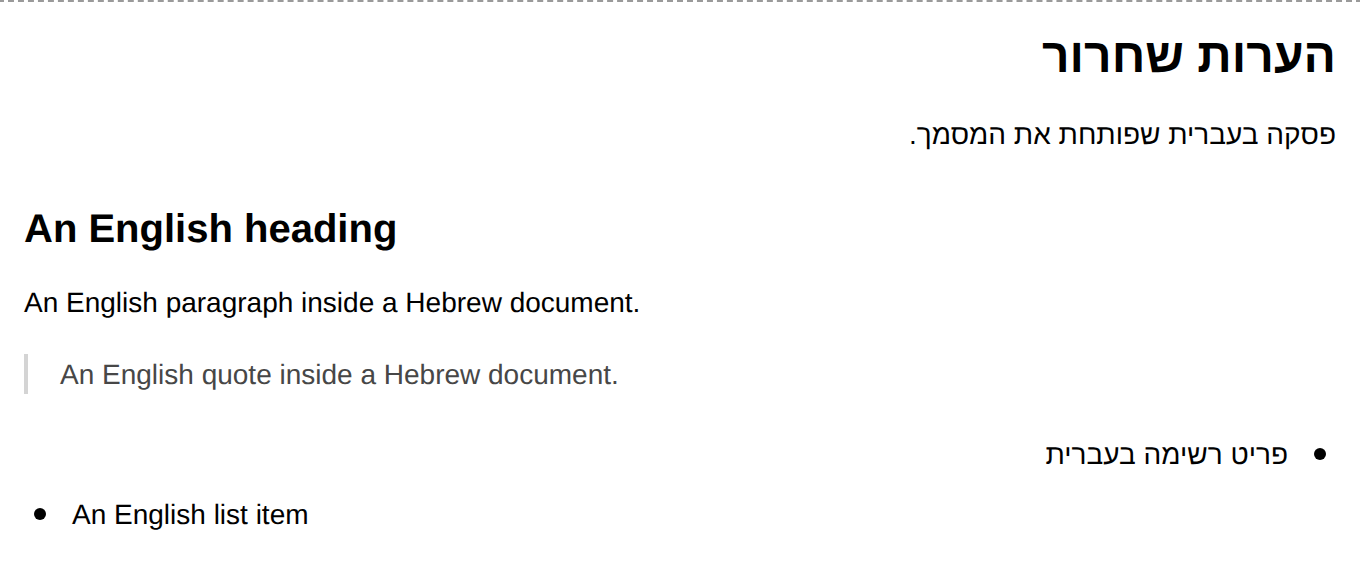 הערות שחרור
פסקה בעברית שפותחת את המסמך.
An English heading
An English paragraph inside a Hebrew document.
An English quote inside a Hebrew document.
• פריט רשימה בעברית
• An English list item